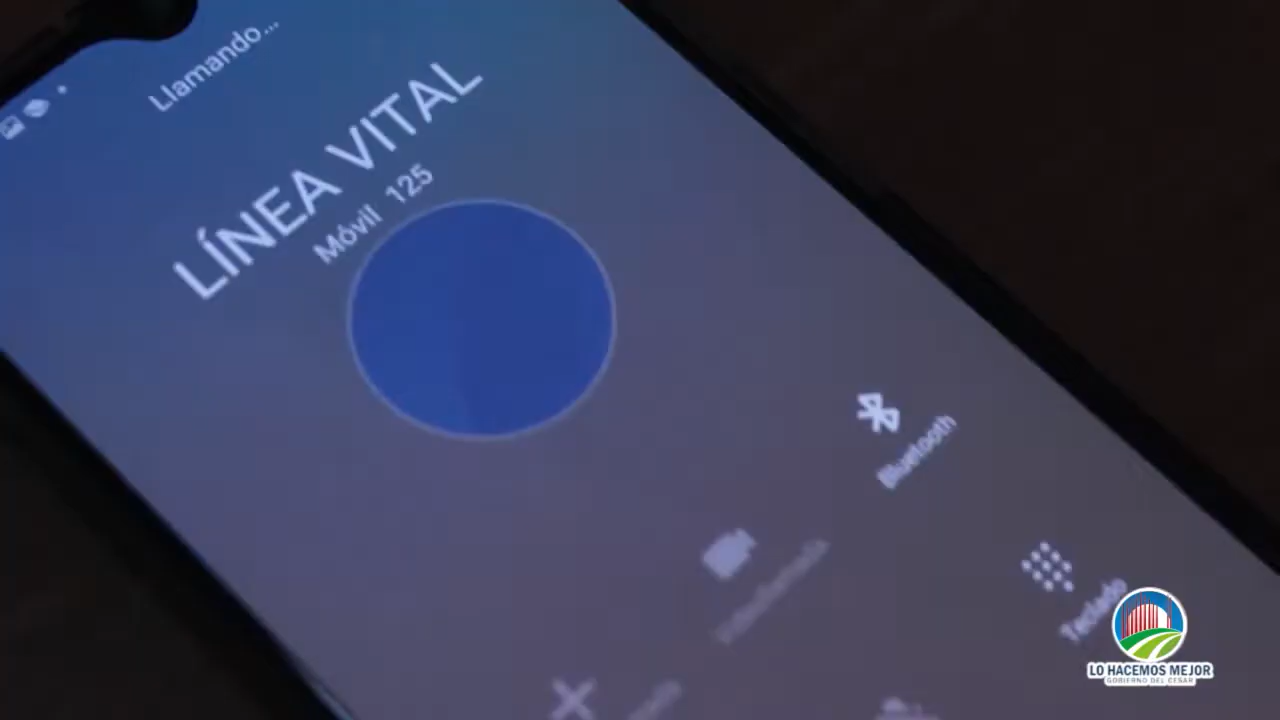 Llamando...
LÍNEA VITAL
Móvil 125
Bluetooth
Teclado
LO HACEMOS MEJOR
GOBIERNO DEL CESAR